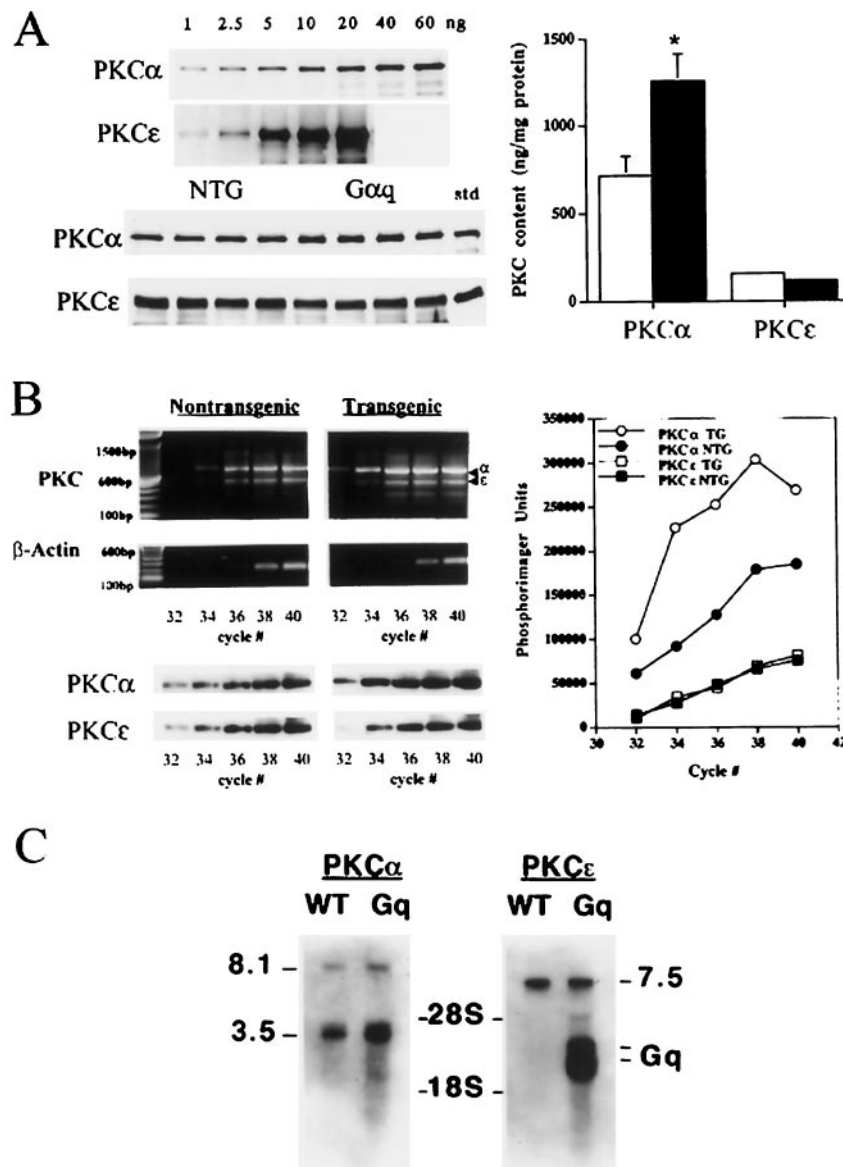 A
1 2.5 5 10 20 40 60 ng
PKCα
PKCε
NTG Gαq std
PKCα
PKCε
1500
1000
500
0
PKC content (ng/mg protein)
*
PKCα PKCε
B
Nontransgenic Transgenic
1500bp
PKC
600bp
100bp
α
ε
β-Actin
600bp
100bp
32 34 36 38 40
cycle #
32 34 36 38 40
cycle #
PKCα
PKCε
32 34 36 38 40
cycle #
32 34 36 38 40
cycle #
350000
300000
250000
200000
150000
100000
50000
0
Phosphorimager Units
PKCα TG
PKCα NTG
PKCε TG
PKCε NTG
30 32 34 36 38 40 42
Cycle #
C
PKCα
WT Gq
8.1 –
3.5 –
PKCε
WT Gq
-28S –
-18S –
– 7.5
Gq